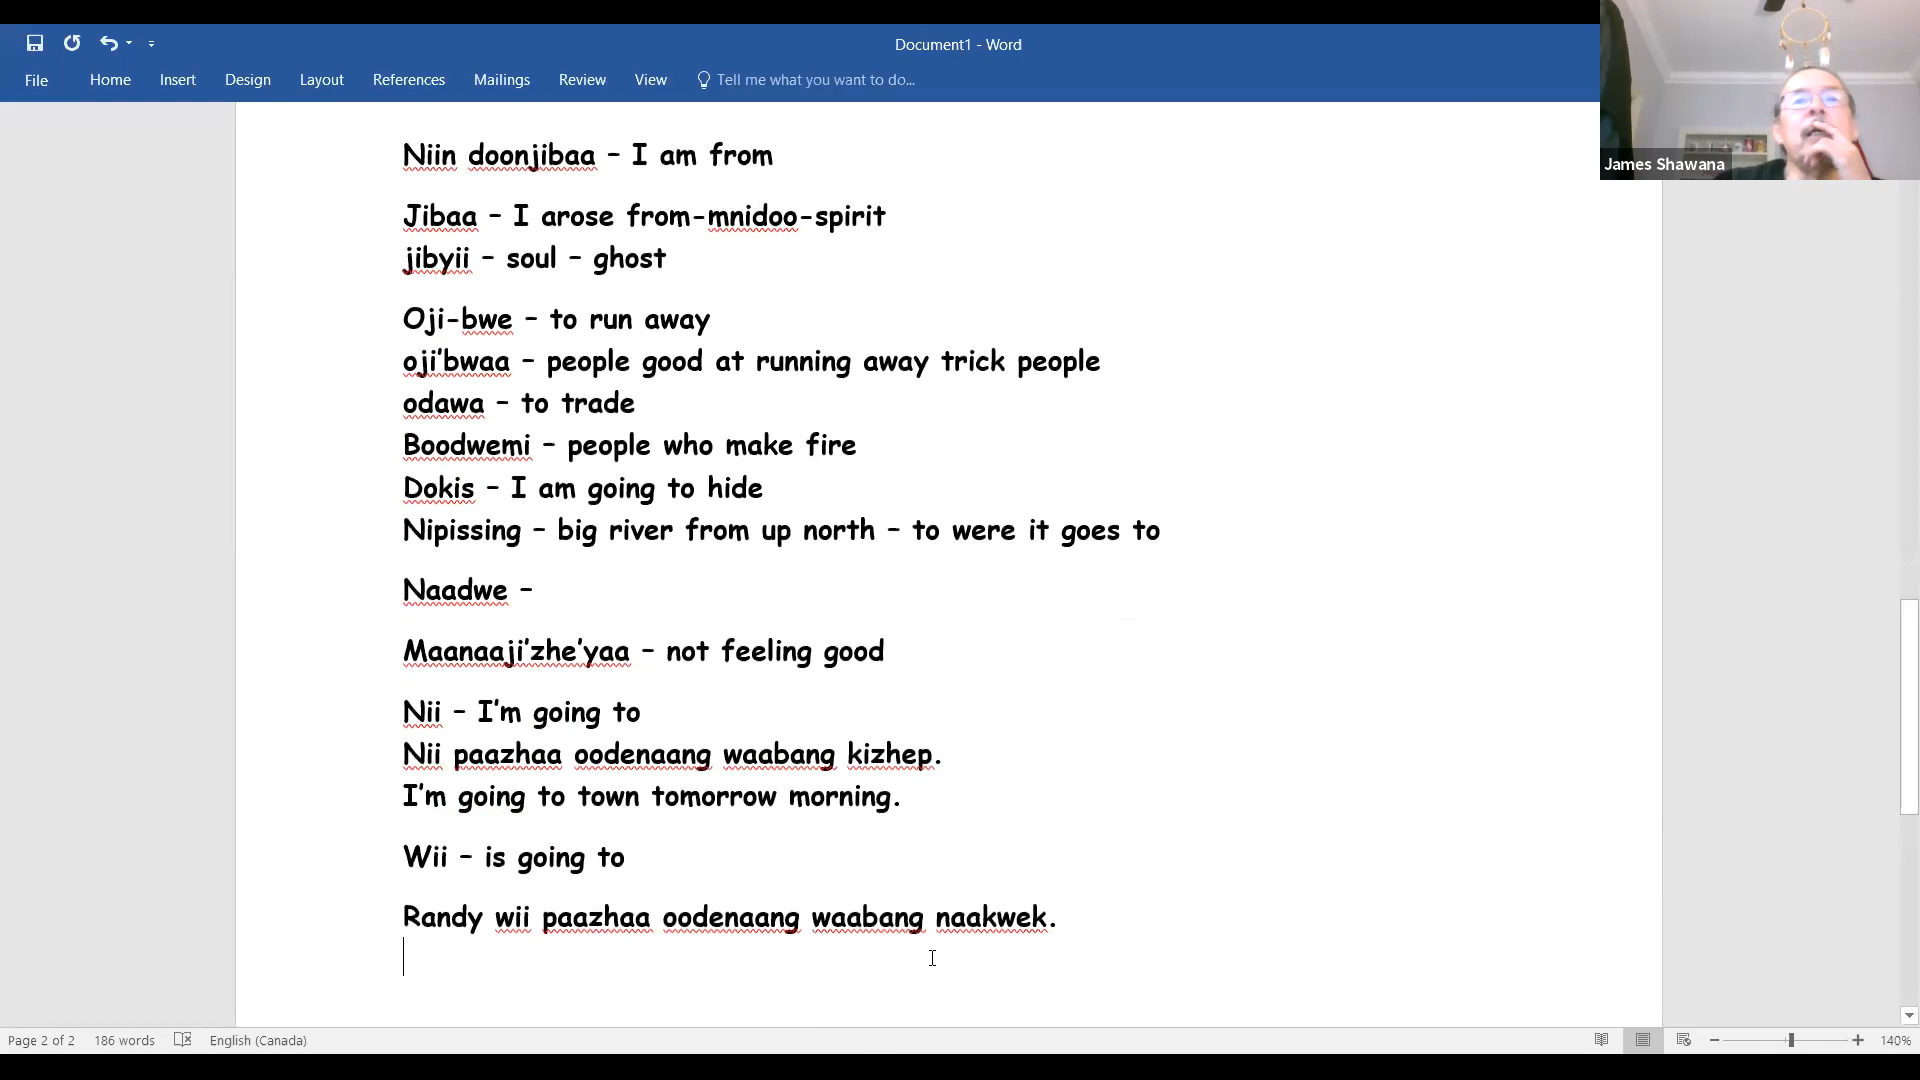 Document1 - Word
File Home Insert Design Layout References Mailings Review View Tell me what you want to do...
James Shawana
Niin doonjibaa – I am from
Jibaa – I arose from-mnidoo-spirit
jibyii – soul – ghost
Oji-bwe – to run away
oji’bwaa – people good at running away trick people
odawa – to trade
Boodwemi – people who make fire
Dokis – I am going to hide
Nipissing – big river from up north – to were it goes to
Naadwe –
Maanaaji’zhe’yaa – not feeling good
Nii – I’m going to
Nii paazhaa oodenaang waabang kizhep.
I’m going to town tomorrow morning.
Wii – is going to
Randy wii paazhaa oodenaang waabang naakwek.
Page 2 of 2 186 words English (Canada) 140%